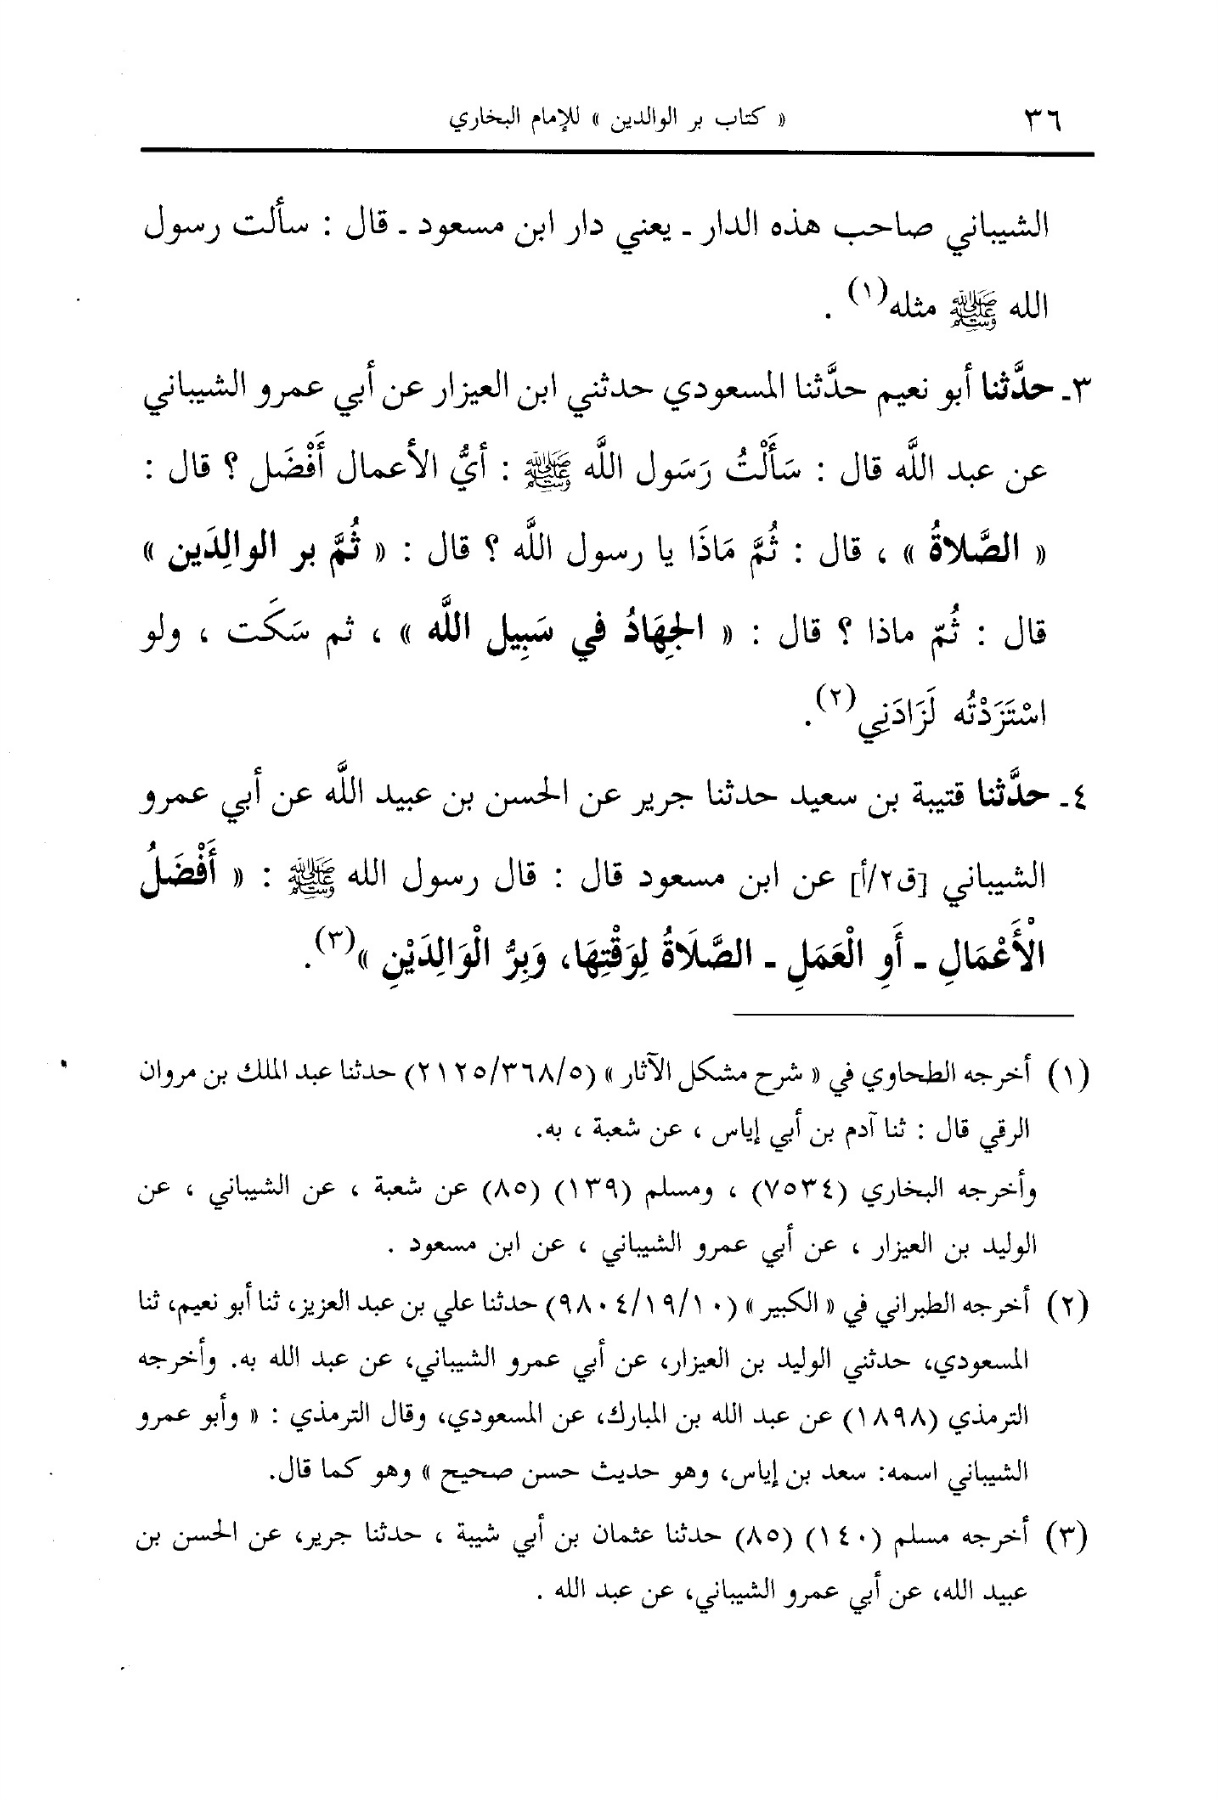 ٣٦
« كتاب بر الوالدين » للإمام البخاري
الشيباني صاحب هذه الدار ـ يعني دار ابن مسعود ـ قال : سألت رسول
الله ﷺ مثله(١) .
٣ـ حدَّثنا أبو نعيم حدَّثنا المسعودي حدثني ابن العيزار عن أبي عمرو الشيباني
عن عبد اللَّه قال : سَأَلْتُ رَسَول اللَّه ﷺ : أيُّ الأعمال أَفْضَل ؟ قال :
« الصَّلاةُ » ، قال : ثُمَّ مَاذَا يا رسول اللَّه ؟ قال : « ثُمَّ بر الوالِدَين »
قال : ثُمّ ماذا ؟ قال : « الجِهَادُ في سَبِيل اللَّه » ، ثم سَكَت ، ولو
اسْتَزَدْتُه لَزَادَنِي(٢).
٤ـ حدَّثنا قتيبة بن سعيد حدثنا جرير عن الحسن بن عبيد اللَّه عن أبي عمرو
الشيباني [ق٢/أ] عن ابن مسعود قال : قال رسول الله ﷺ : « أَفْضَلُ
الْأَعْمَالِ ـ أَوِ الْعَمَلِ ـ الصَّلَاةُ لِوَقْتِهَا، وَبِرُّ الْوَالِدَيْنِ »(٣).
(١) أخرجه الطحاوي في « شرح مشكل الآثار » (٥/٣٦٨/٢١٢٥) حدثنا عبد الملك بن مروان
الرقي قال : ثنا آدم بن أبي إياس ، عن شعبة ، به.
وأخرجه البخاري (٧٥٣٤) ، ومسلم (١٣٩) (٨٥) عن شعبة ، عن الشيباني ، عن
الوليد بن العيزار ، عن أبي عمرو الشيباني ، عن ابن مسعود .
(٢) أخرجه الطبراني في « الكبير » (١٠/١٩/٩٨٠٤) حدثنا علي بن عبد العزيز، ثنا أبو نعيم، ثنا
المسعودي، حدثني الوليد بن العيزار، عن أبي عمرو الشيباني، عن عبد الله به. وأخرجه
الترمذي (١٨٩٨) عن عبد الله بن المبارك، عن المسعودي، وقال الترمذي : « وأبو عمرو
الشيباني اسمه: سعد بن إياس، وهو حديث حسن صحيح » وهو كما قال.
(٣) أخرجه مسلم (١٤٠) (٨٥) حدثنا عثمان بن أبي شيبة ، حدثنا جرير، عن الحسن بن
عبيد الله، عن أبي عمرو الشيباني، عن عبد الله .